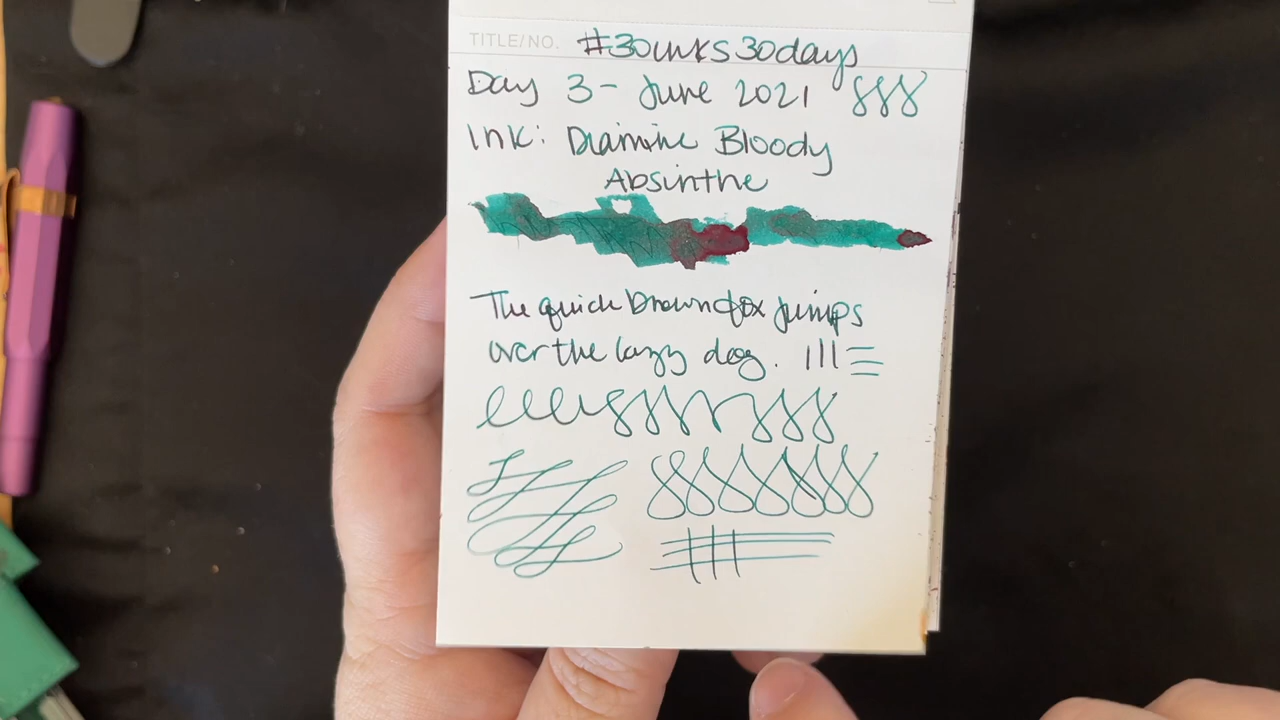 TITLE/NO. #30inks30days
Day 3 - June 2021
Ink: Diamine Bloody
Absinthe
The quick brown fox jumps
over the lazy dog.